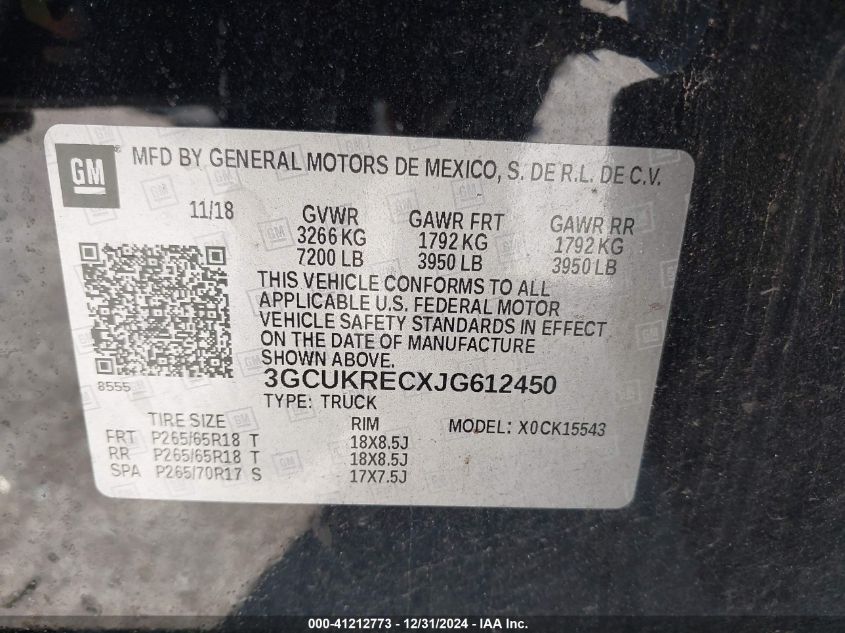 GM
MFD BY GENERAL MOTORS DE MEXICO, S. DE R.L. DE C.V.
11/18 GVWR GAWR FRT GAWR RR
3266 KG 1792 KG 1792 KG
7200 LB 3950 LB 3950 LB
THIS VEHICLE CONFORMS TO ALL
APPLICABLE U.S. FEDERAL MOTOR
VEHICLE SAFETY STANDARDS IN EFFECT
ON THE DATE OF MANUFACTURE
SHOWN ABOVE.
8555
3GCUKRECXJG612450
TYPE: TRUCK
TIRE SIZE RIM MODEL: X0CK15543
FRT P265/65R18 T 18X8.5J
RR P265/65R18 T 18X8.5J
SPA P265/70R17 S 17X7.5J
000-41212773 - 12/31/2024 - IAA Inc.